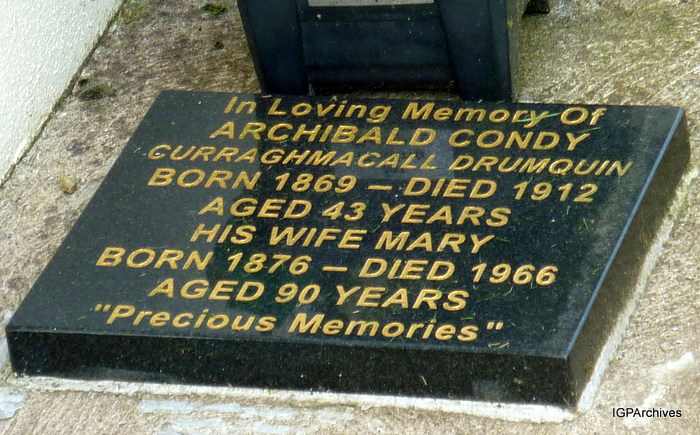 In Loving Memory Of
ARCHIBALD CONDY
CURRAGHMACALL DRUMQUIN
BORN 1869 – DIED 1912
AGED 43 YEARS
HIS WIFE MARY
BORN 1876 – DIED 1966
AGED 90 YEARS
"Precious Memories"
IGPArchives